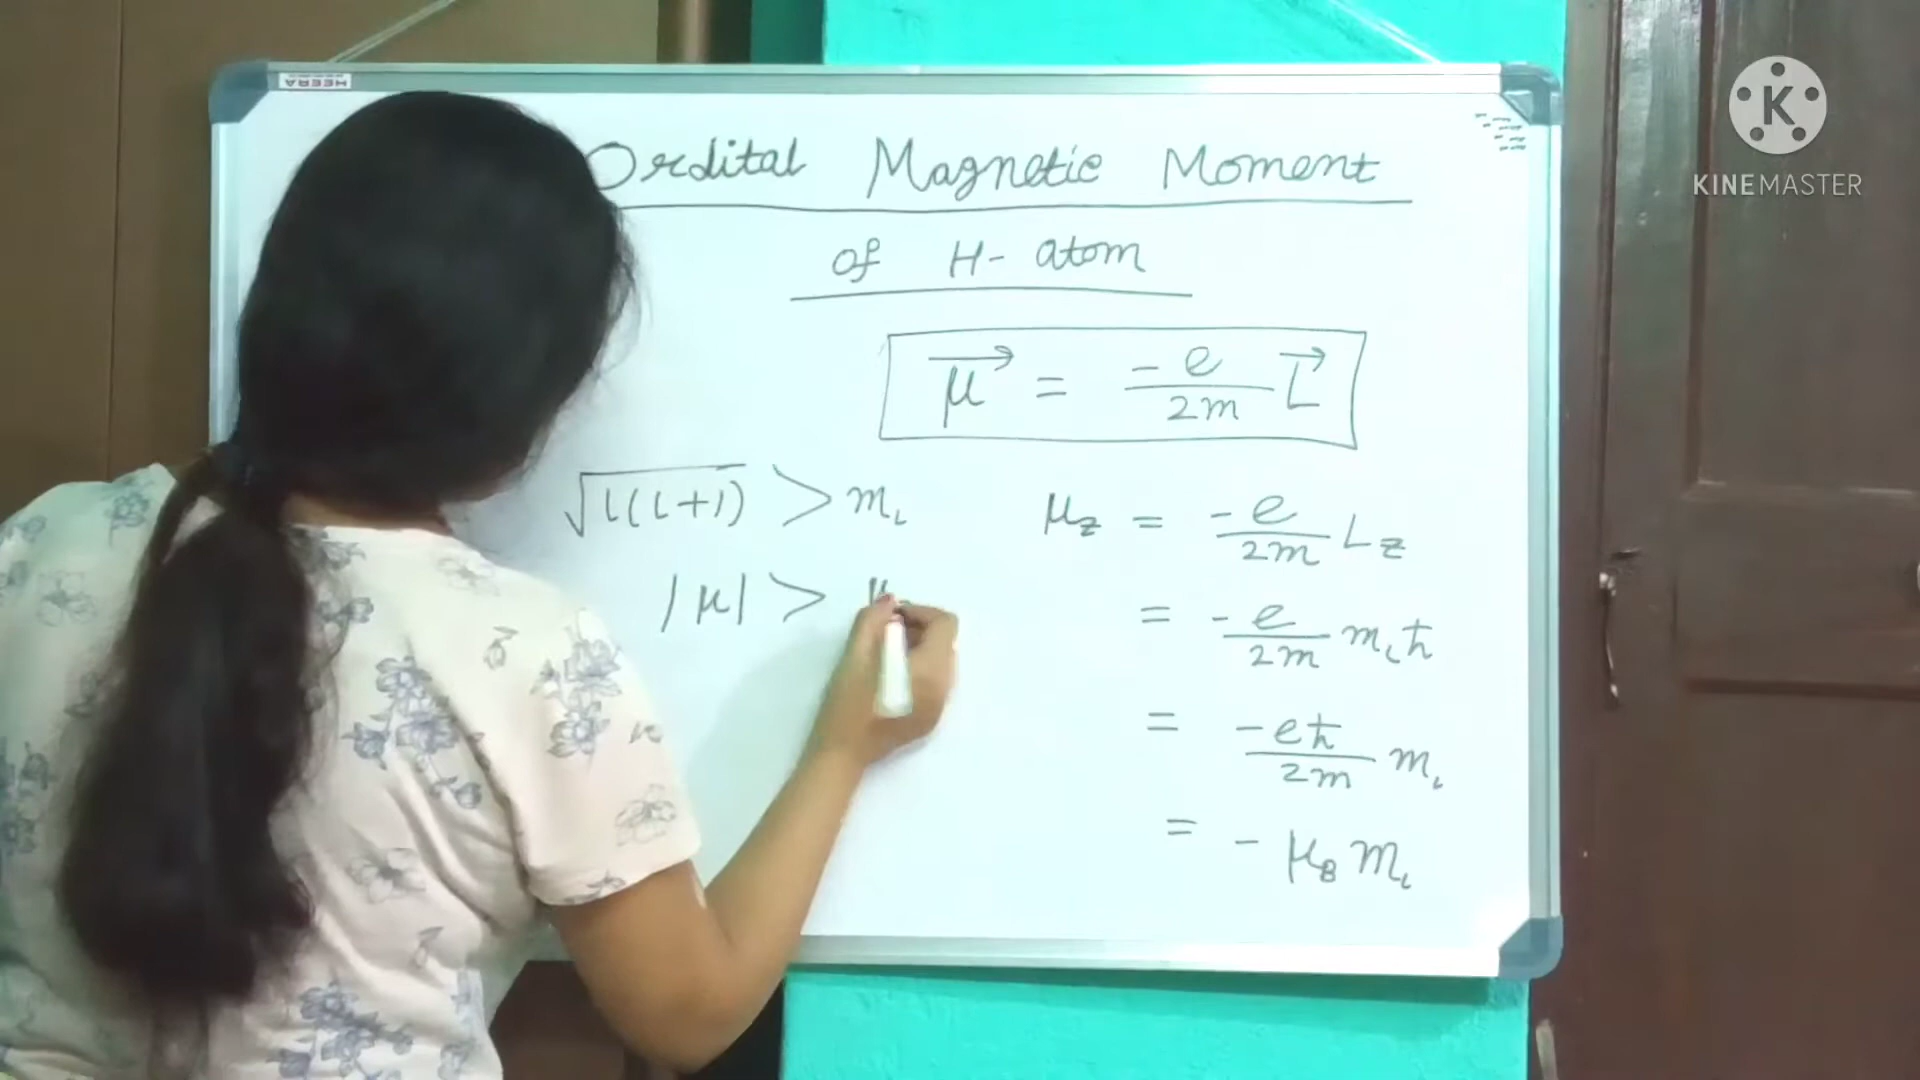 HEERA
K
KINEMASTER
Ordital Magnetic Moment
of H- atom
μ⃗ = -e/2m L⃗
√l(l+1) > m_l
|μ| > μ
μ_z = -e/2m L_z
= -e/2m m_l ħ
= -eħ/2m m_l
= - μ_B m_l